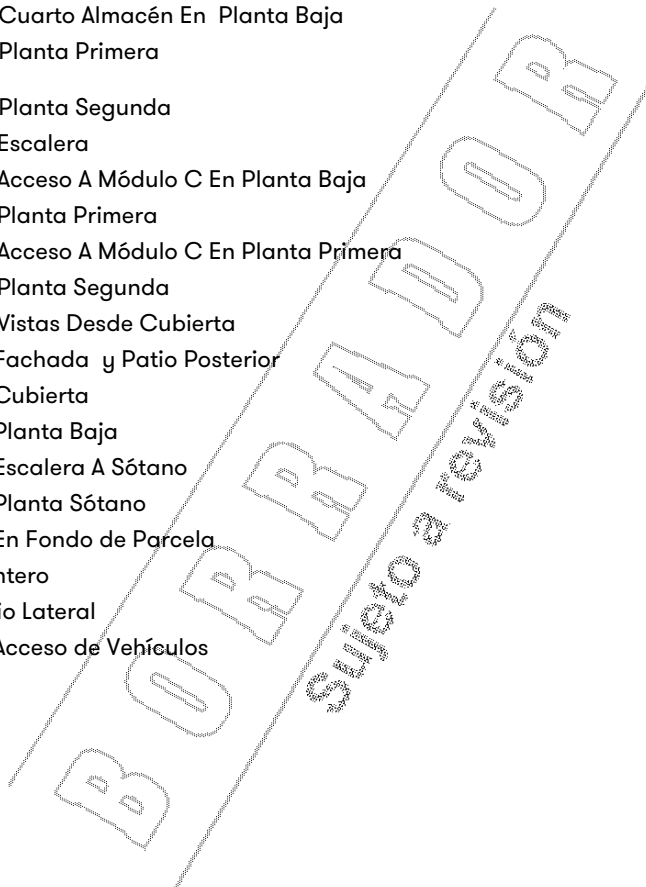 Cuarto Almacén En Planta Baja
Planta Primera
Planta Segunda
Escalera
Acceso A Módulo C En Planta Baja
Planta Primera
Acceso A Módulo C En Planta Primera
Planta Segunda
Vistas Desde Cubierta
Fachada y Patio Posterior
Cubierta
Planta Baja
Escalera A Sótano
Planta Sótano
En Fondo de Parcela
ntero
io Lateral
Acceso de Vehículos
BORRADOR
Sujeto a revisión